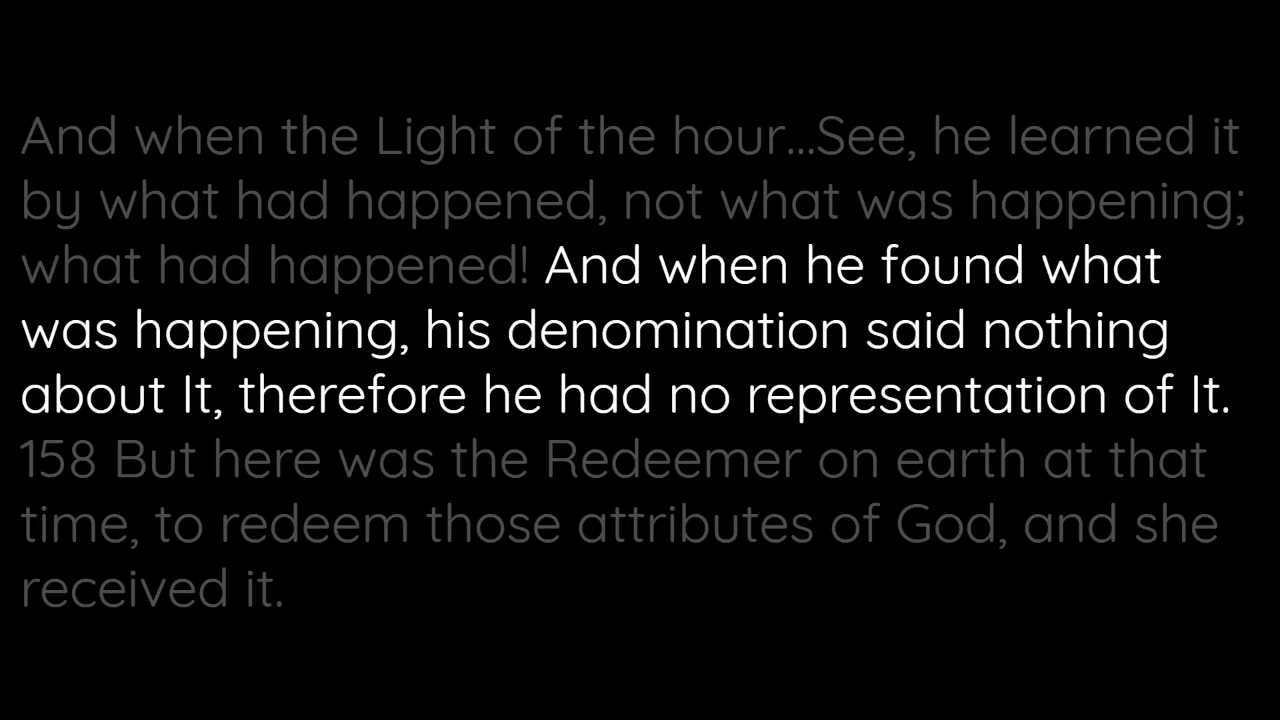 And when the Light of the hour...See, he learned it
by what had happened, not what was happening;
what had happened! And when he found what
was happening, his denomination said nothing
about It, therefore he had no representation of It.
158 But here was the Redeemer on earth at that
time, to redeem those attributes of God, and she
received it.